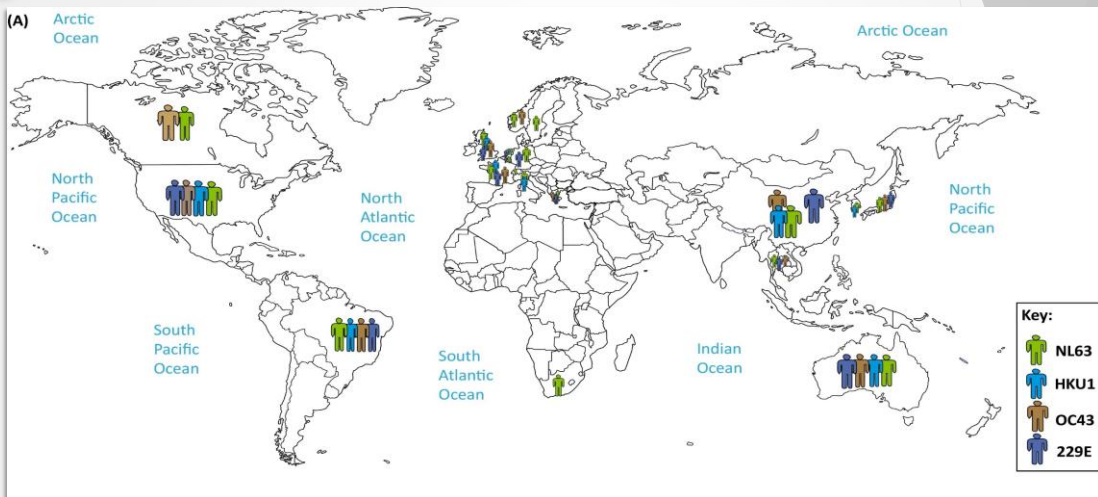 (A)
Arctic
Ocean
Arctic Ocean
North
Pacific
Ocean
North
Atlantic
Ocean
North
Pacific
Ocean
South
Pacific
Ocean
South
Atlantic
Ocean
Indian
Ocean
Key:
NL63
HKU1
OC43
229E